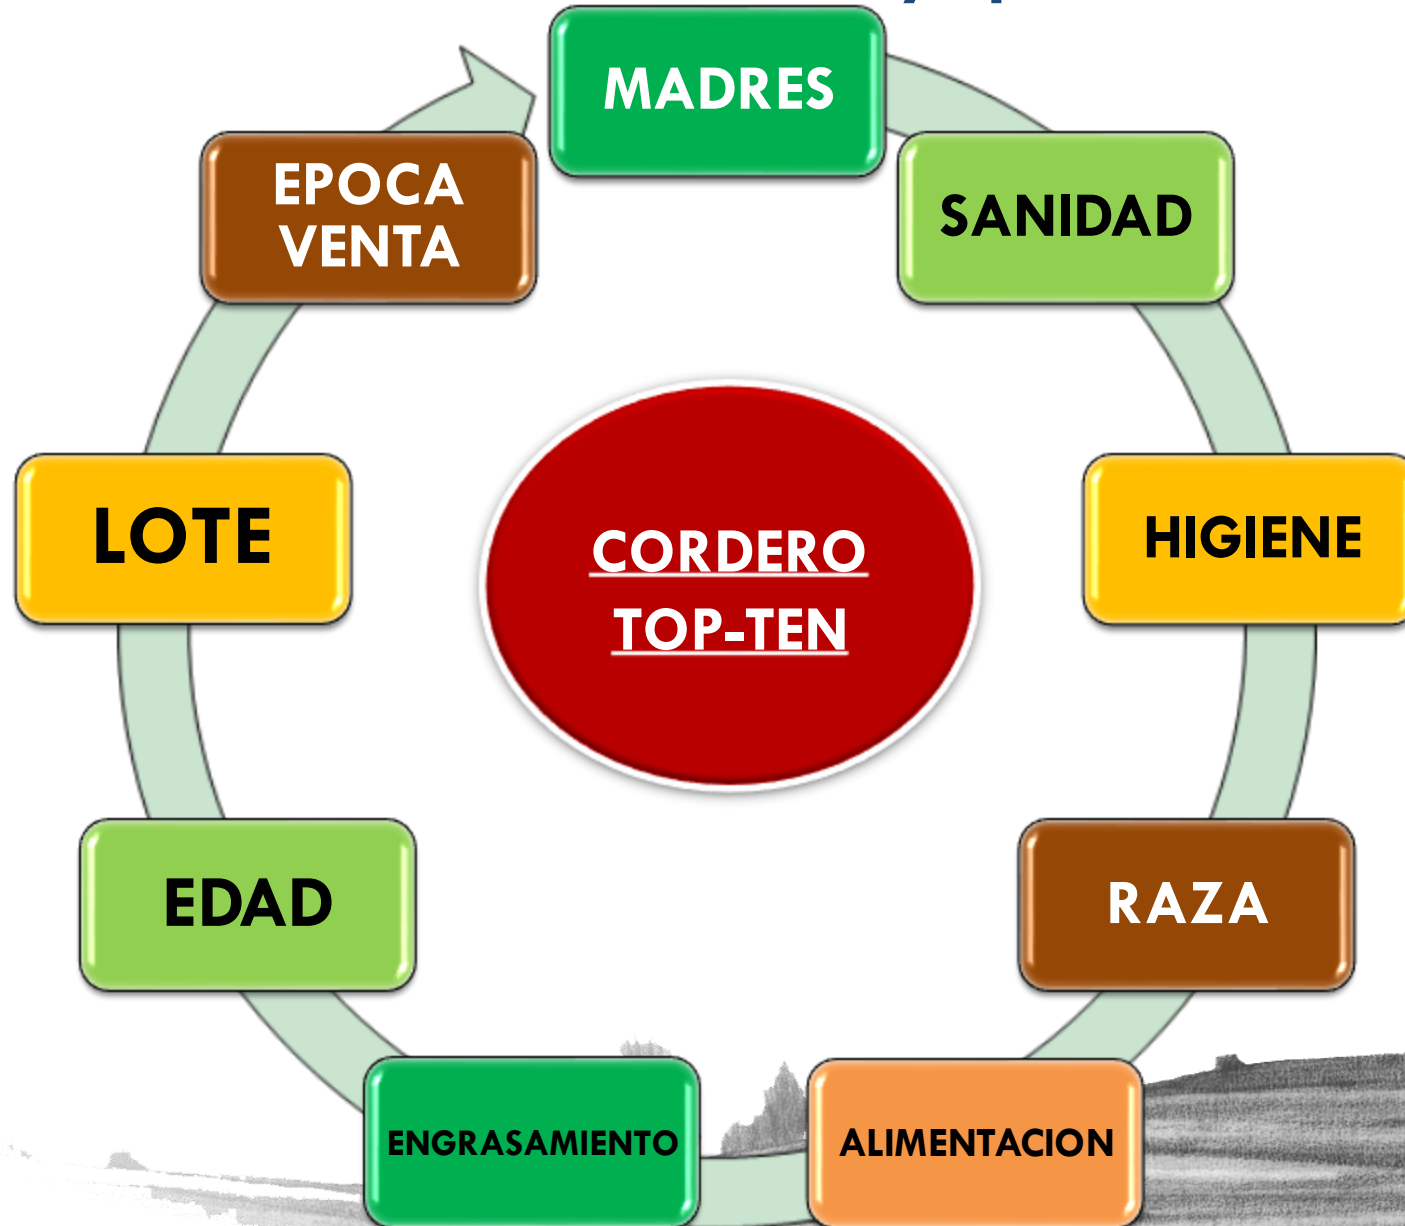 MADRES
SANIDAD
HIGIENE
RAZA
ALIMENTACION
ENGRASAMIENTO
EDAD
LOTE
EPOCA
VENTA
CORDERO
TOP-TEN